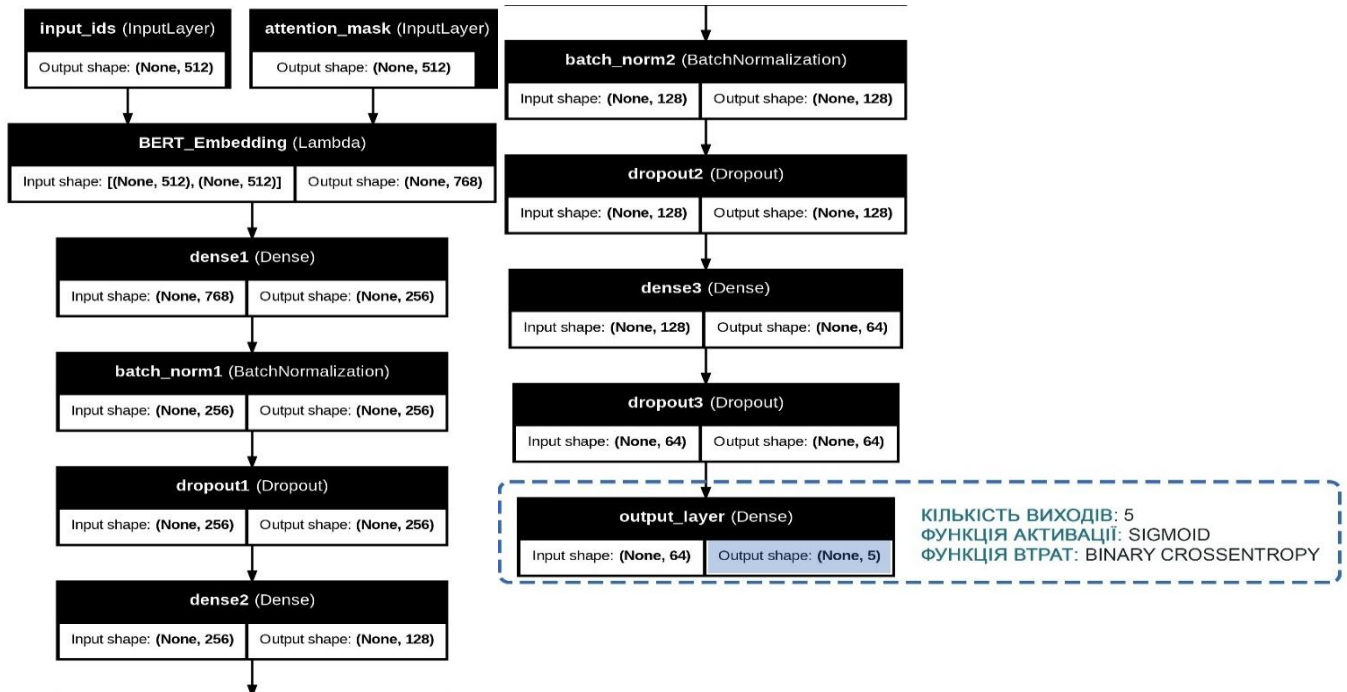 input_ids (InputLayer)
Output shape: (None, 512)
attention_mask (InputLayer)
Output shape: (None, 512)
BERT_Embedding (Lambda)
Input shape: [(None, 512), (None, 512)]
Output shape: (None, 768)
dense1 (Dense)
Input shape: (None, 768)
Output shape: (None, 256)
batch_norm1 (BatchNormalization)
Input shape: (None, 256)
Output shape: (None, 256)
dropout1 (Dropout)
Input shape: (None, 256)
Output shape: (None, 256)
dense2 (Dense)
Input shape: (None, 256)
Output shape: (None, 128)
batch_norm2 (BatchNormalization)
Input shape: (None, 128)
Output shape: (None, 128)
dropout2 (Dropout)
Input shape: (None, 128)
Output shape: (None, 128)
dense3 (Dense)
Input shape: (None, 128)
Output shape: (None, 64)
dropout3 (Dropout)
Input shape: (None, 64)
Output shape: (None, 64)
output_layer (Dense)
Input shape: (None, 64)
Output shape: (None, 5)
КІЛЬКІСТЬ ВИХОДІВ: 5
ФУНКЦІЯ АКТИВАЦІЇ: SIGMOID
ФУНКЦІЯ ВТРАТ: BINARY CROSSENTROPY